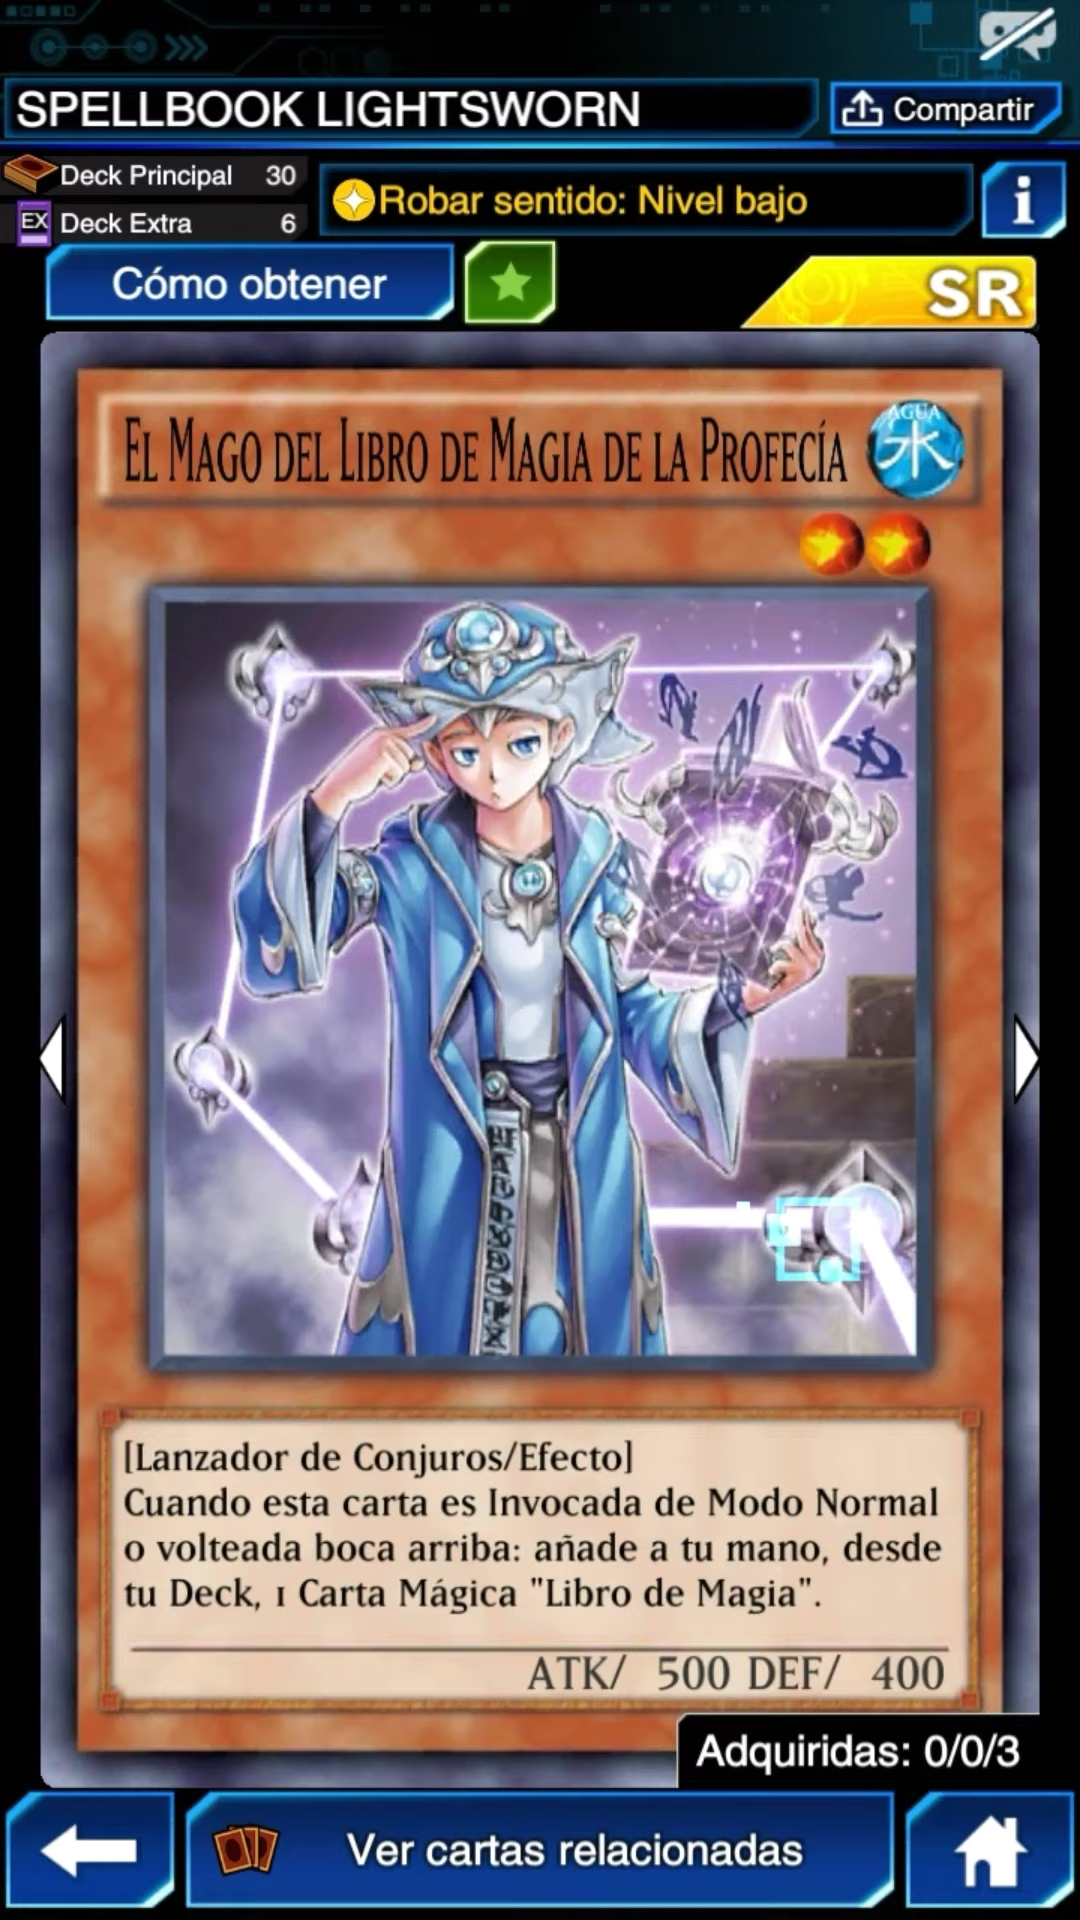 SPELLBOOK LIGHTSWORN
Compartir
Deck Principal 30
EX Deck Extra 6
Robar sentido: Nivel bajo
i
Cómo obtener
SR
El Mago del Libro de Magia de la Profecía
AGUA
水
[Lanzador de Conjuros/Efecto]
Cuando esta carta es Invocada de Modo Normal
o volteada boca arriba: añade a tu mano, desde
tu Deck, 1 Carta Mágica "Libro de Magia".
ATK/ 500 DEF/ 400
Adquiridas: 0/0/3
Ver cartas relacionadas